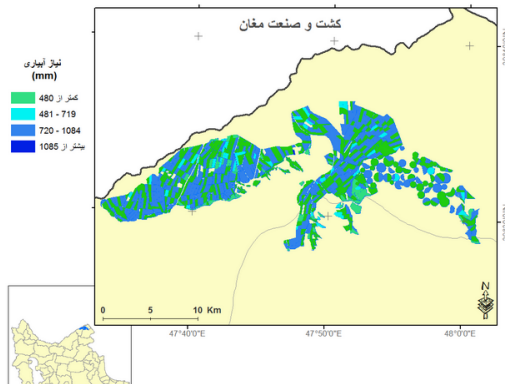 کشت و صنعت مغان
نیاز آبیاری
(mm)
کمتر از 480
481 - 719
720 - 1084
بیشتر از 1085
N
0 5 10 Km
47°40'0"E 47°50'0"E 48°0'0"E